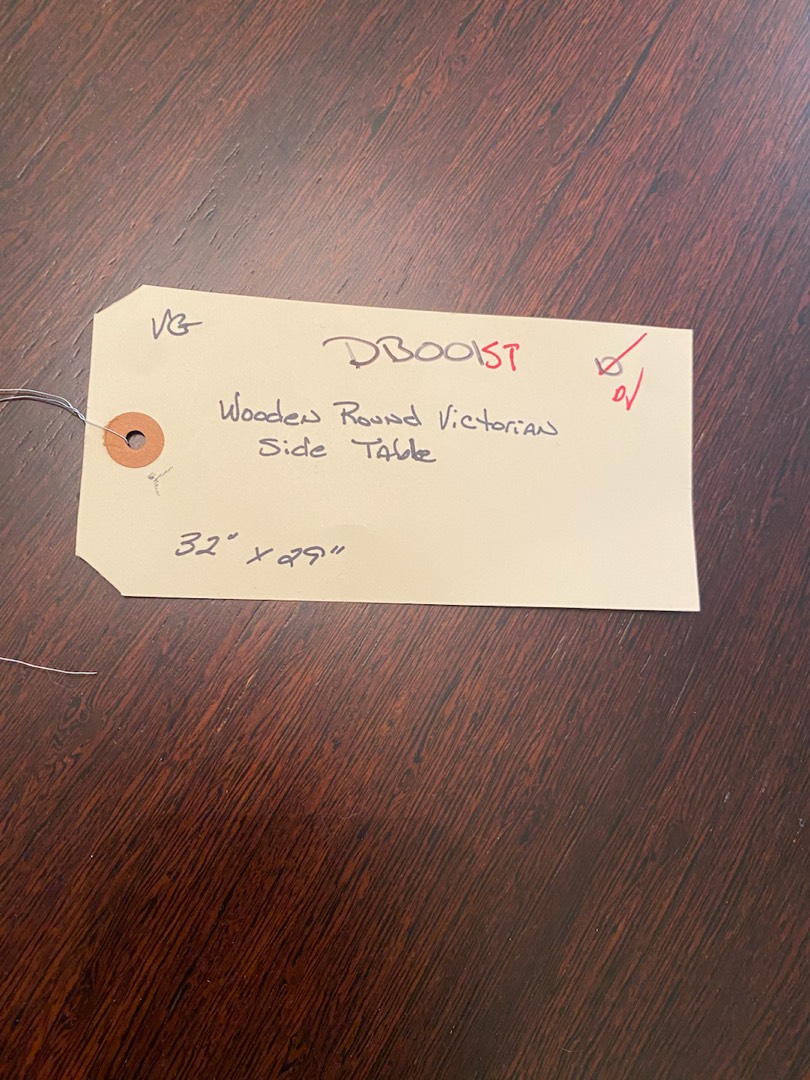 VG
DB001ST
D
D✓
Wooden Round Victorian
Side Table
32" x 29"